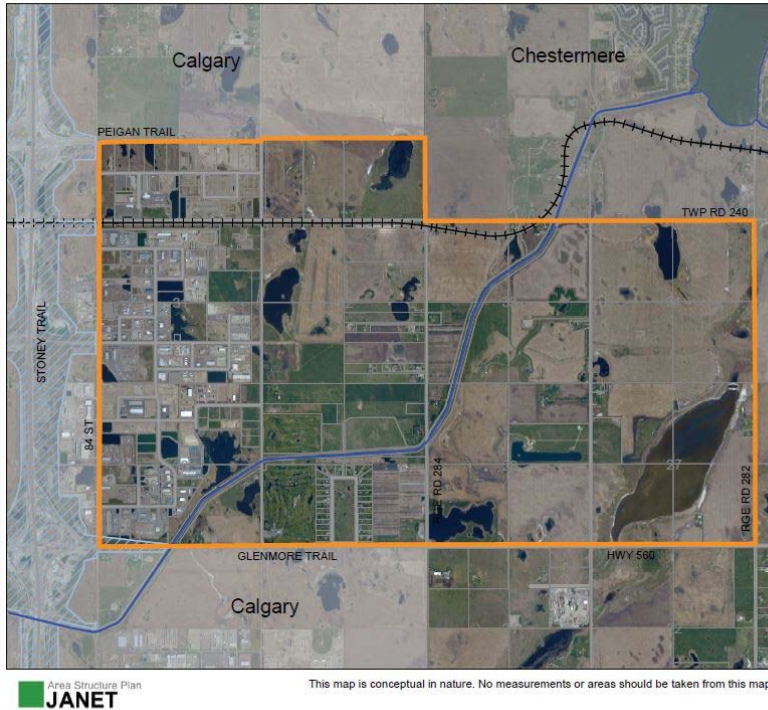 Calgary
Chestermere
PEIGAN TRAIL
TWP RD 240
STONEY TRAIL
84 ST
RGE RD 284
27
RGE RD 282
GLENMORE TRAIL
HWY 560
Calgary
Area Structure Plan
JANET
This map is conceptual in nature. No measurements or areas should be taken from this map